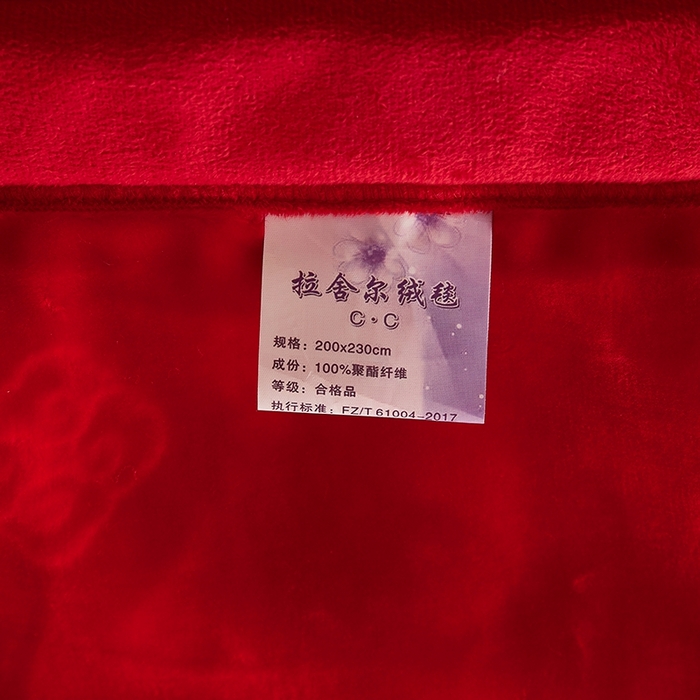 拉舍尔绒毯
C·C
规格：200x230cm
成份：100%聚酯纤维
等级：合格品
执行标准：FZ/T 61004-2017